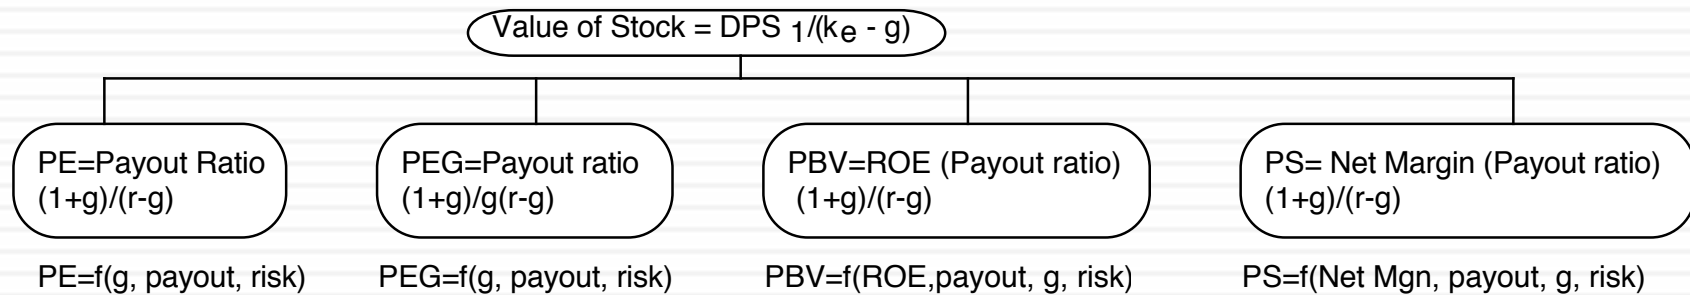 Value of Stock = DPS 1/(ke - g)
PE=Payout Ratio
(1+g)/(r-g)
PEG=Payout ratio
(1+g)/g(r-g)
PBV=ROE (Payout ratio)
(1+g)/(r-g)
PS= Net Margin (Payout ratio)
(1+g)/(r-g)
PE=f(g, payout, risk)
PEG=f(g, payout, risk)
PBV=f(ROE,payout, g, risk)
PS=f(Net Mgn, payout, g, risk)